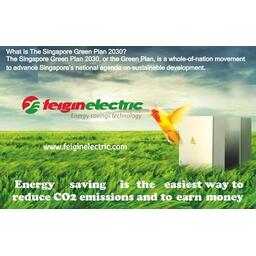 What Is The Singapore Green Plan 2030?
The Singapore Green Plan 2030, or the Green Plan, is a whole-of-nation movement
to advance Singapore's national agenda on sustainable development.
feiginelectric
Energy savings technology
www.feiginelectric.com
Energy saving is the easiest way to
reduce CO2 emissions and to earn money